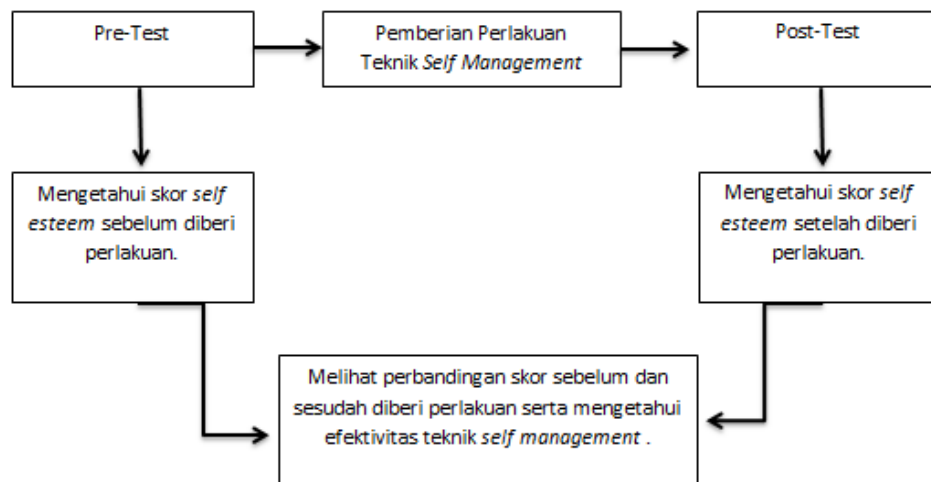 Pre-Test
Pemberian Perlakuan
Teknik Self Management
Post-Test
Mengetahui skor self
esteem sebelum diberi
perlakuan.
Mengetahui skor self
esteem setelah diberi
perlakuan.
Melihat perbandingan skor sebelum dan
sesudah diberi perlakuan serta mengetahui
efektivitas teknik self management .